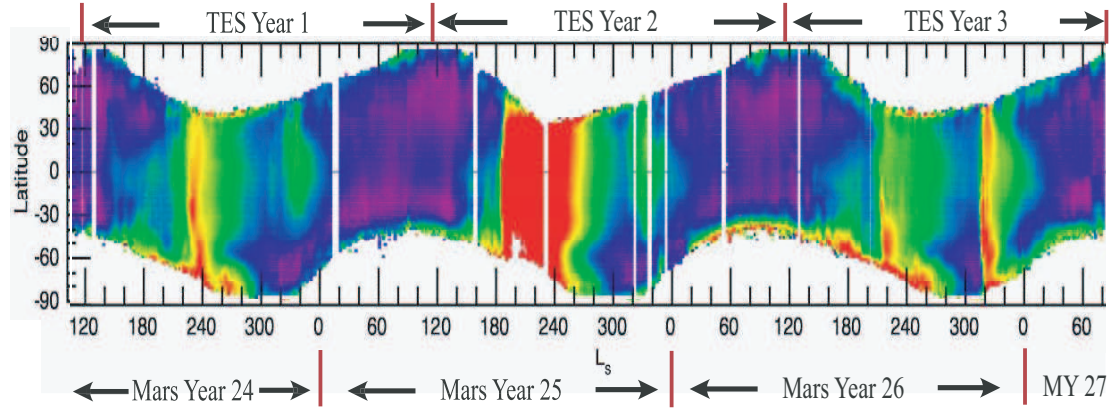 TES Year 1 TES Year 2 TES Year 3
90
60
30
0
-30
-60
-90
Latitude
120 180 240 300 0 60 120 180 240 300 0 60 120 180 240 300 0 60
Ls
Mars Year 24 Mars Year 25 Mars Year 26 MY 27